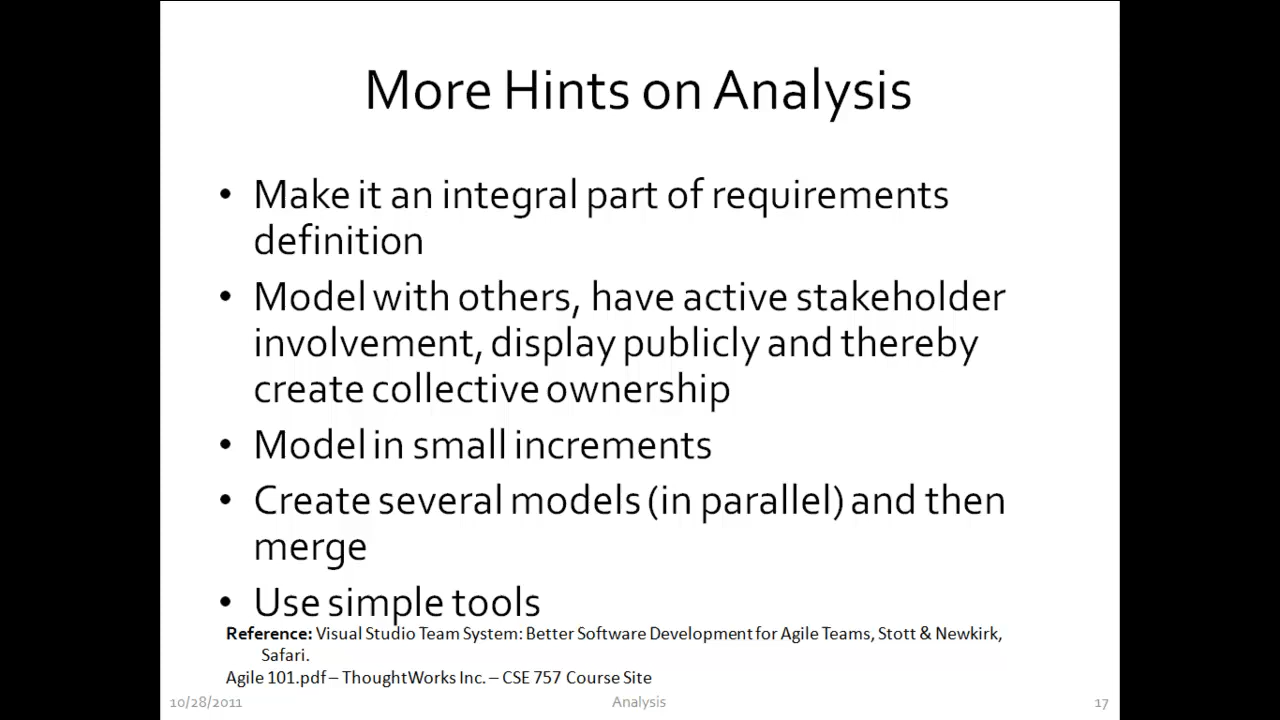 More Hints on Analysis
• Make it an integral part of requirements
definition
• Model with others, have active stakeholder
involvement, display publicly and thereby
create collective ownership
• Model in small increments
• Create several models (in parallel) and then
merge
• Use simple tools
Reference: Visual Studio Team System: Better Software Development for Agile Teams, Stott & Newkirk,
Safari.
Agile 101.pdf – ThoughtWorks Inc. – CSE 757 Course Site
10/28/2011 Analysis 17